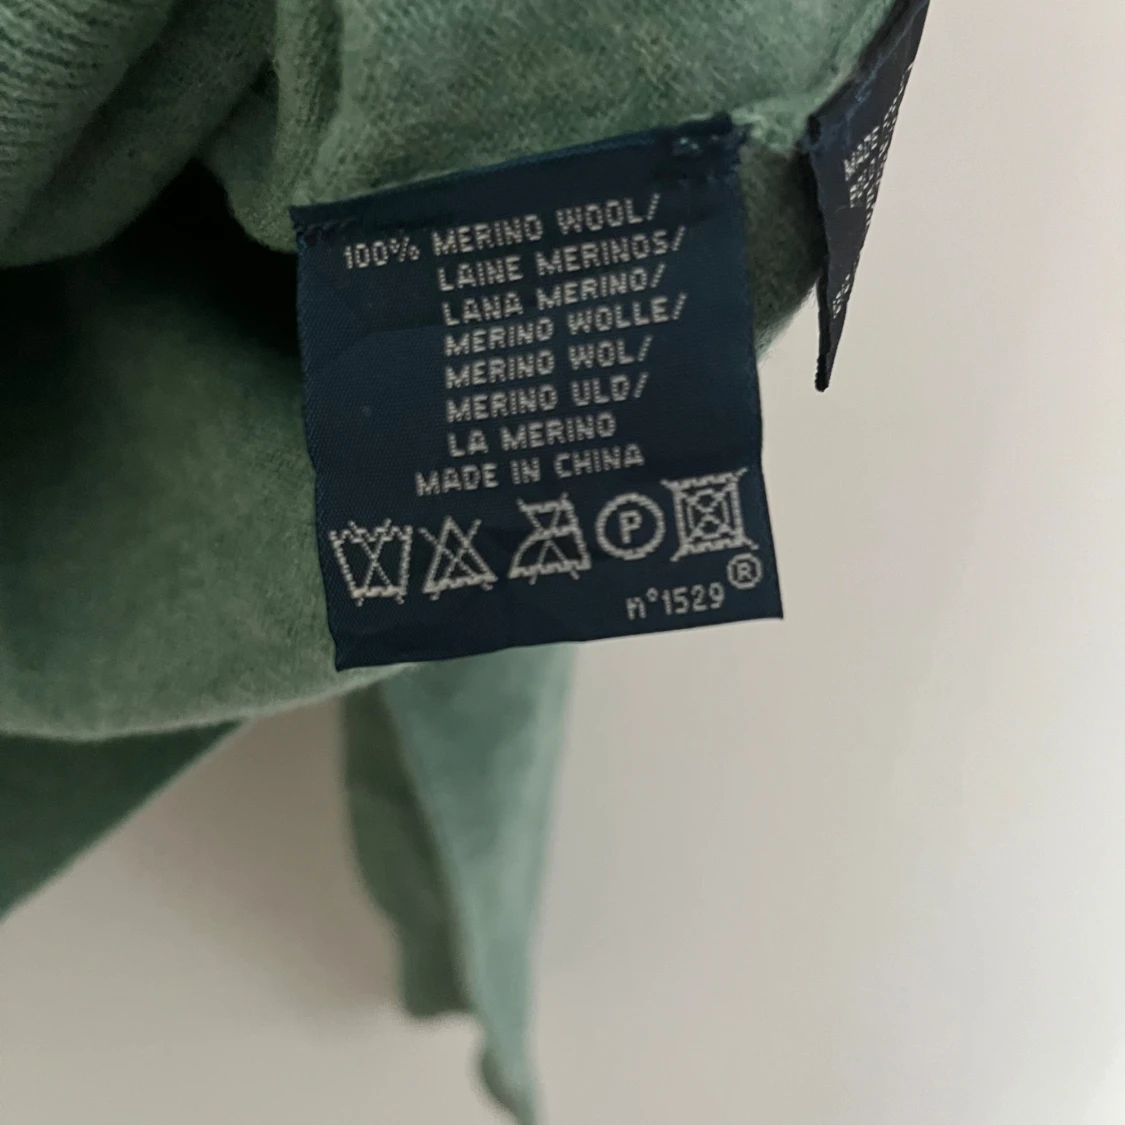 100% MERINO WOOL/
LAINE MERINOS/
LANA MERINO/
MERINO WOLLE/
MERINO WOL/
MERINO ULD/
LA MERINO
MADE IN CHINA
P
n°1529 ®